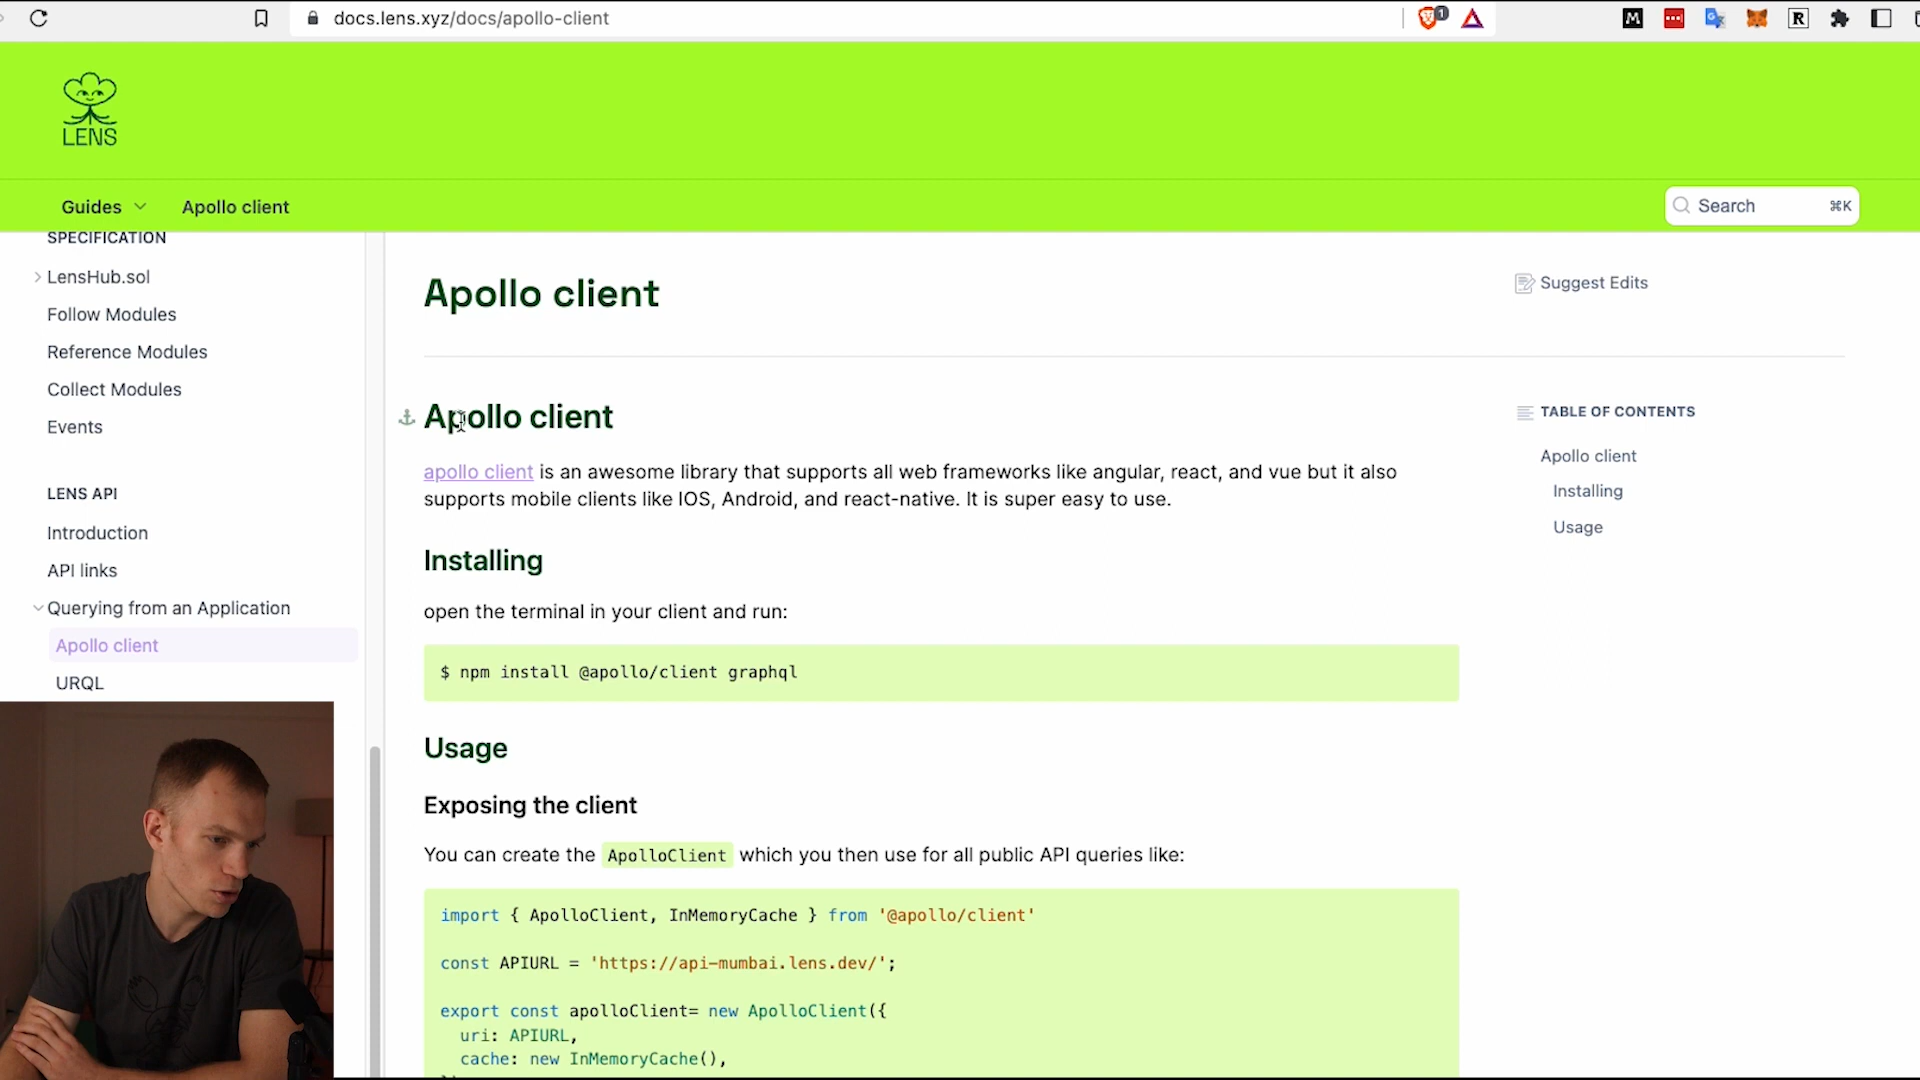 docs.lens.xyz/docs/apollo-client
1
M
R
LENS
Guides
Apollo client
Search
⌘K
SPECIFICATION
LensHub.sol
Follow Modules
Reference Modules
Collect Modules
Events
LENS API
Introduction
API links
Querying from an Application
Apollo client
URQL
Apollo client
Suggest Edits
Apollo client
apollo client is an awesome library that supports all web frameworks like angular, react, and vue but it also
supports mobile clients like IOS, Android, and react-native. It is super easy to use.
Installing
open the terminal in your client and run:
$ npm install @apollo/client graphql
Usage
Exposing the client
You can create the ApolloClient which you then use for all public API queries like:
import { ApolloClient, InMemoryCache } from '@apollo/client'
const APIURL = 'https://api-mumbai.lens.dev/';
export const apolloClient= new ApolloClient({
uri: APIURL,
cache: new InMemoryCache(),
TABLE OF CONTENTS
Apollo client
Installing
Usage